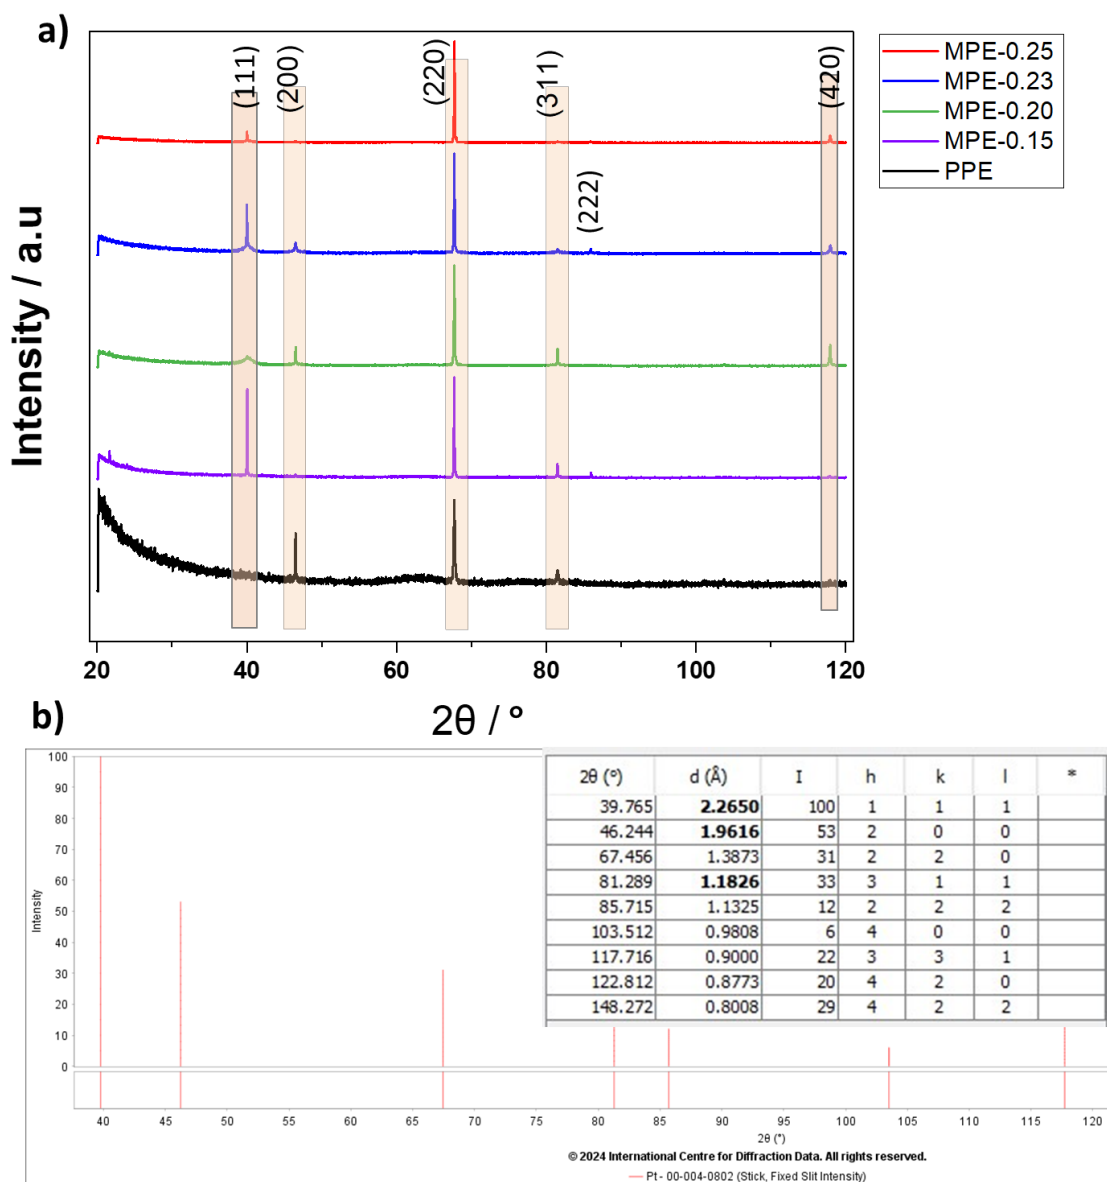 a)
(111)
(200)
(220)
(311)
(222)
(420)
MPE-0.25
MPE-0.23
MPE-0.20
MPE-0.15
PPE
Intensity / a.u
20 40 60 80 100 120
2θ / °
b)
2θ (°) d (Å) I h k l *
39.765 2.2650 100 1 1 1
46.244 1.9616 53 2 0 0
67.456 1.3873 31 2 2 0
81.289 1.1826 33 3 1 1
85.715 1.1325 12 2 2 2
103.512 0.9808 6 4 0 0
117.716 0.9000 22 3 3 1
122.812 0.8773 20 4 2 0
148.272 0.8008 29 4 2 2
Intensity
100
90
80
70
60
50
40
30
20
10
0
40 45 50 55 60 65 70 75 80 85 90 95 100 105 110 115 120
2θ (°)
© 2024 International Centre for Diffraction Data. All rights reserved.
Pt - 00-004-0802 (Stick, Fixed Slit Intensity)